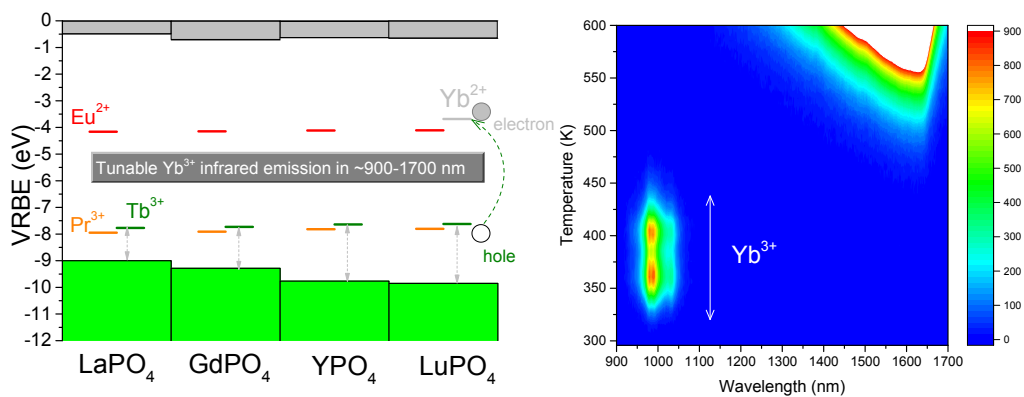 0
-1
-2
-3
-4
-5
-6
-7
-8
-9
-10
-11
-12
VRBE (eV)
Eu²⁺
Yb²⁺
electron
Tunable Yb³⁺ infrared emission in ~900-1700 nm
Tb³⁺
Pr³⁺
hole
LaPO₄ GdPO₄ YPO₄ LuPO₄
600
550
500
450
400
350
300
Temperature (K)
Yb³⁺
900 1000 1100 1200 1300 1400 1500 1600 1700
Wavelength (nm)
900
800
700
600
500
400
300
200
100
0